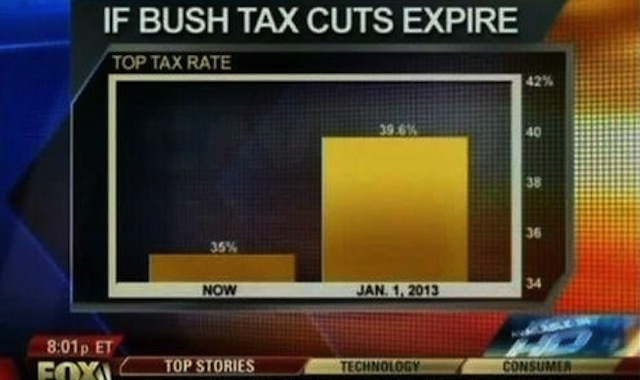 IF BUSH TAX CUTS EXPIRE
TOP TAX RATE
42%
40
38
36
34
39.6%
35%
NOW
JAN. 1, 2013
8:01p ET
FOX
HD
TOP STORIES
TECHNOLOGY
CONSUMER